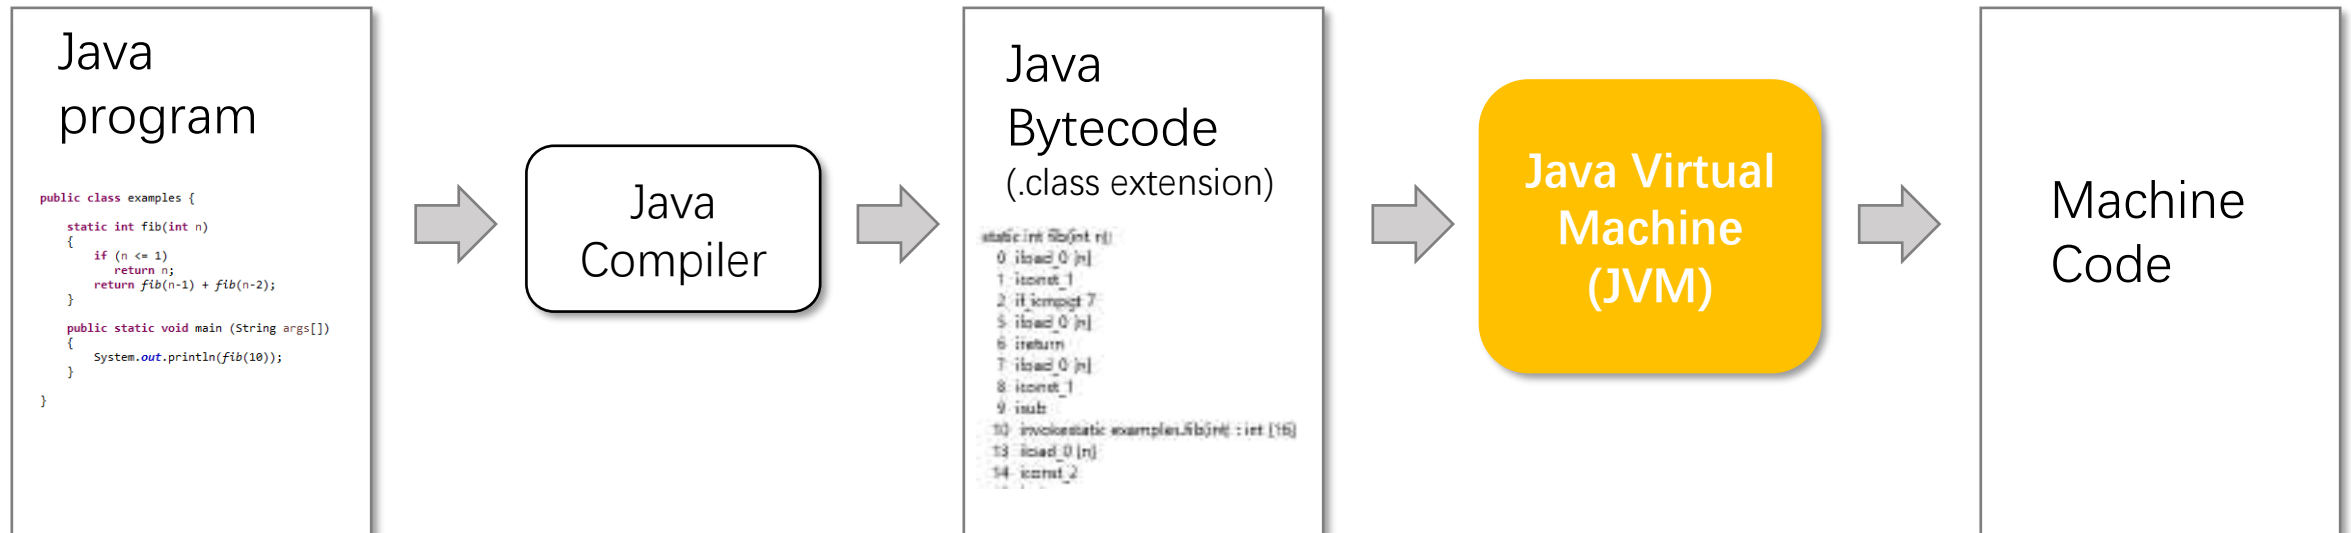 Java
program
public class examples {
static int fib(int n)
{
if (n <= 1)
return n;
return fib(n-1) + fib(n-2);
}
public static void main (String args[])
{
System.out.println(fib(10));
}
}
Java
Compiler
Java
Bytecode
(.class extension)
static int fib(int n);
0 iload_0 [n]
1 iconst_1
2 if_icmpgt 7
5 iload_0 [n]
6 ireturn
7 iload_0 [n]
8 iconst_1
9 isub
10 invokestatic examples.fib(int) : int [16]
13 iload_0 [n]
14 iconst_2
Java Virtual
Machine
(JVM)
Machine
Code